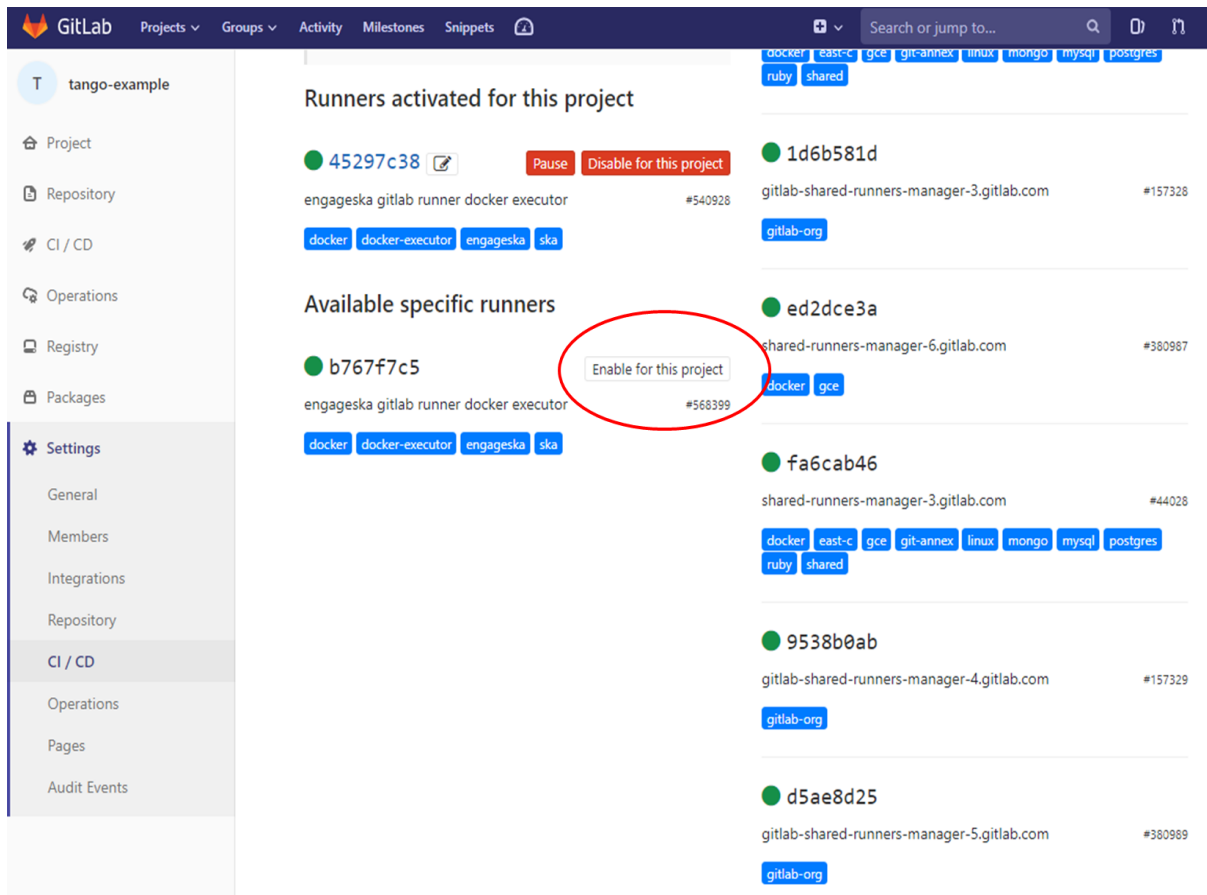 GitLab Projects Groups Activity Milestones Snippets Search or jump to...
T tango-example
Project
Repository
CI / CD
Operations
Registry
Packages
Settings
General
Members
Integrations
Repository
CI / CD
Operations
Pages
Audit Events
Runners activated for this project
45297c38 Pause Disable for this project
engageska gitlab runner docker executor #540928
docker docker-executor engageska ska
Available specific runners
b767f7c5 Enable for this project
engageska gitlab runner docker executor #568399
docker docker-executor engageska ska
docker east-c gce git-annex linux mongo mysql postgres
ruby shared
1d6b581d
gitlab-shared-runners-manager-3.gitlab.com #157328
gitlab-org
ed2dce3a
shared-runners-manager-6.gitlab.com #380987
docker gce
fa6cab46
shared-runners-manager-3.gitlab.com #44028
docker east-c gce git-annex linux mongo mysql postgres
ruby shared
9538b0ab
gitlab-shared-runners-manager-4.gitlab.com #157329
gitlab-org
d5ae8d25
gitlab-shared-runners-manager-5.gitlab.com #380989
gitlab-org